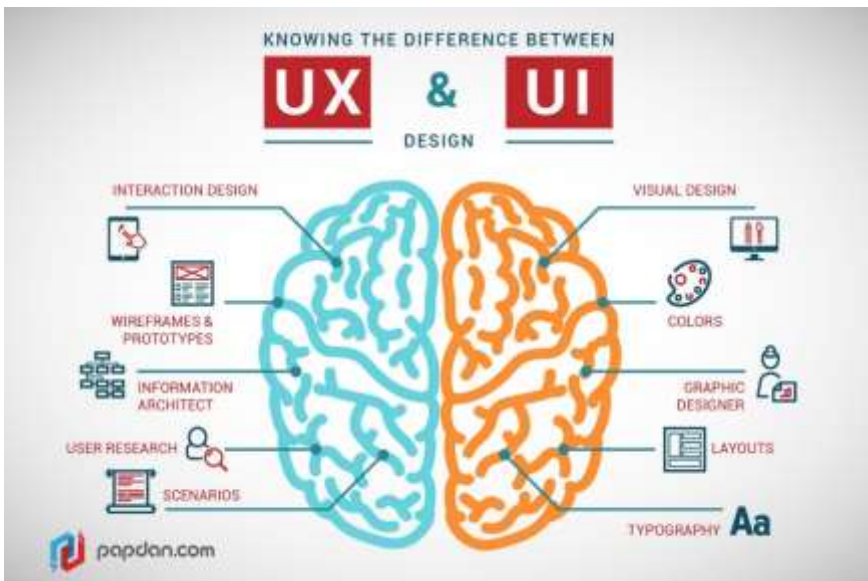 KNOWING THE DIFFERENCE BETWEEN
UX & UI
DESIGN
INTERACTION DESIGN
WIREFRAMES &
PROTOTYPES
INFORMATION
ARCHITECT
USER RESEARCH
SCENARIOS
VISUAL DESIGN
COLORS
GRAPHIC
DESIGNER
LAYOUTS
TYPOGRAPHY Aa
papdan.com